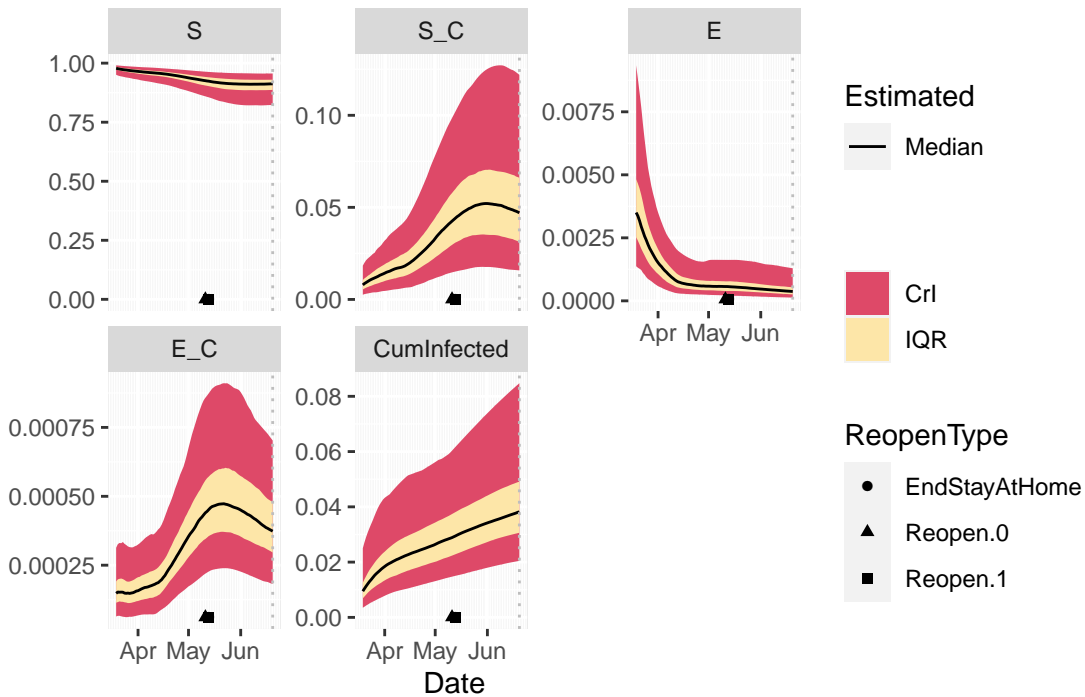 S
S_C
E
1.00
0.75
0.50
0.25
0.00
0.10
0.05
0.00
0.0075
0.0050
0.0025
0.0000
Apr May Jun
E_C
CumInfected
0.00075
0.00050
0.00025
0.08
0.06
0.04
0.02
0.00
Apr May Jun
Apr May Jun
Date
Estimated
Median
CrI
IQR
ReopenType
EndStayAtHome
Reopen.0
Reopen.1